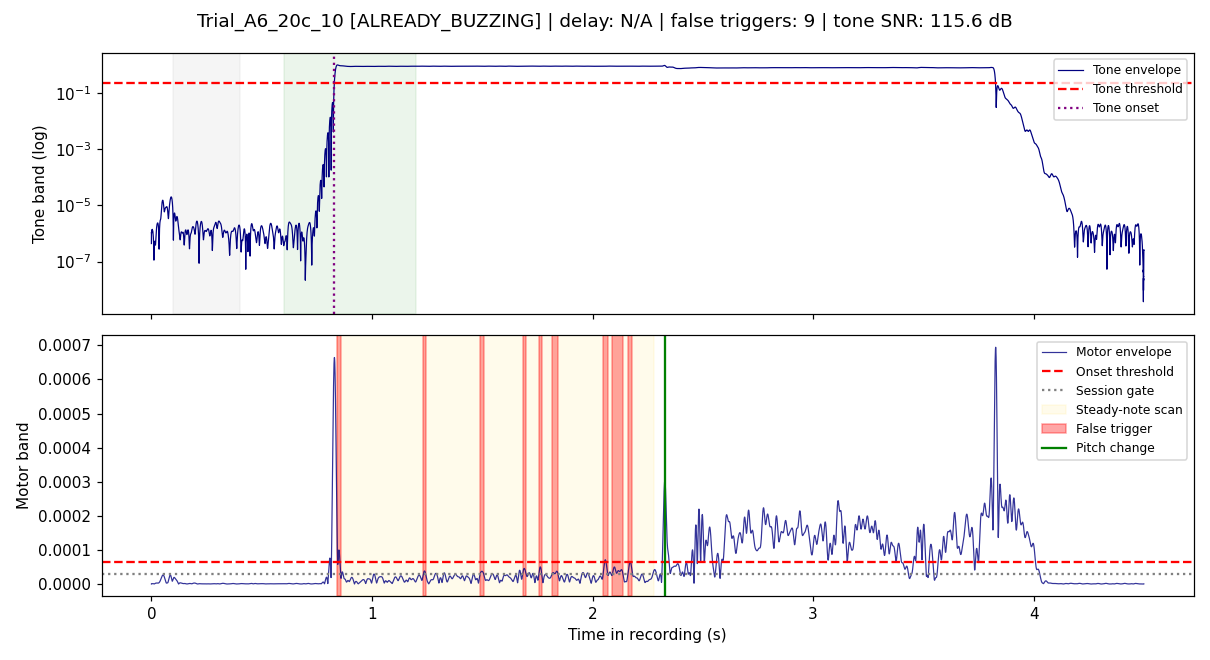 Trial_A6_20c_10 [ALREADY_BUZZING] | delay: N/A | false triggers: 9 | tone SNR: 115.6 dB
Tone band (log)
10⁻¹
10⁻³
10⁻⁵
10⁻⁷
Tone envelope
Tone threshold
Tone onset
Motor band
0.0007
0.0006
0.0005
0.0004
0.0003
0.0002
0.0001
0.0000
Motor envelope
Onset threshold
Session gate
Steady-note scan
False trigger
Pitch change
0 1 2 3 4
Time in recording (s)